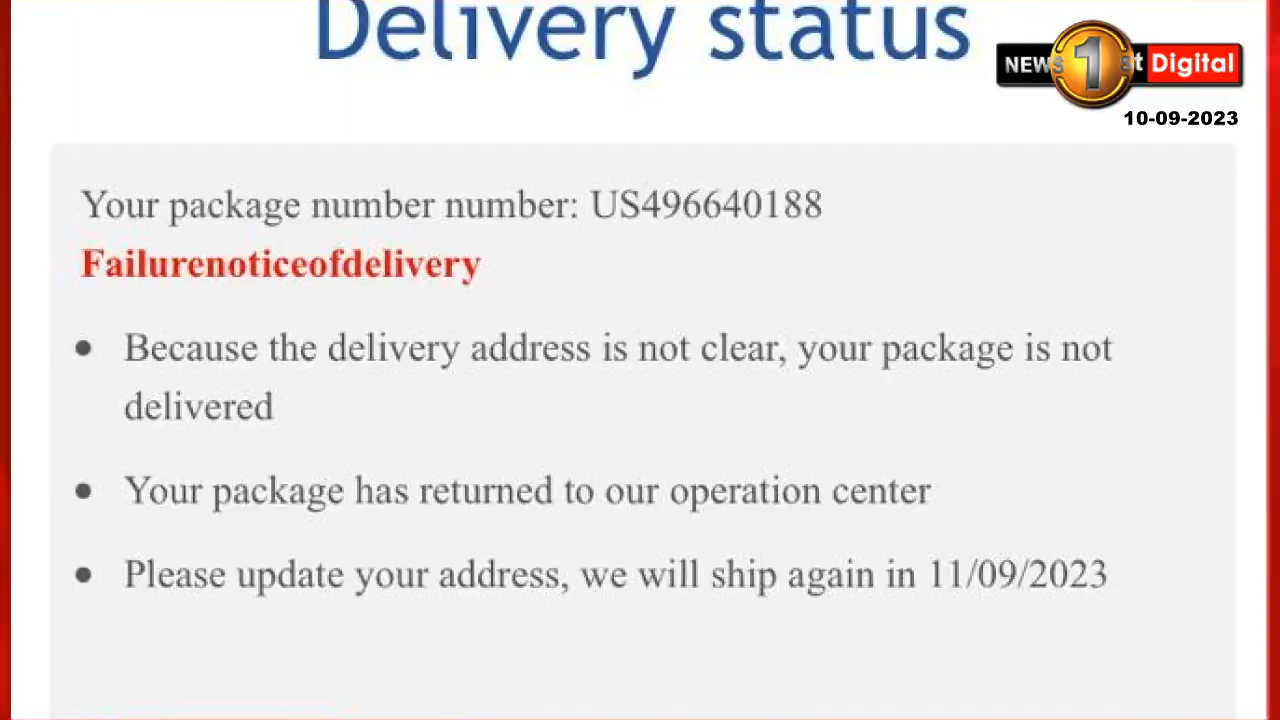 Delivery status
NEWS 1st Digital
10-09-2023
Your package number number: US496640188
Failurenoticeofdelivery
Because the delivery address is not clear, your package is not
delivered
Your package has returned to our operation center
Please update your address, we will ship again in 11/09/2023